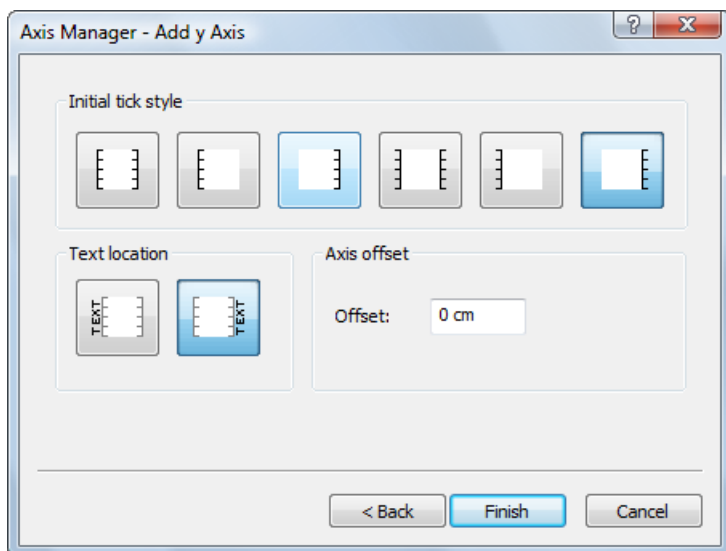 Axis Manager - Add y Axis
Initial tick style
Text location
TEXT
TEXT
Axis offset
Offset: 0 cm
< Back Finish Cancel